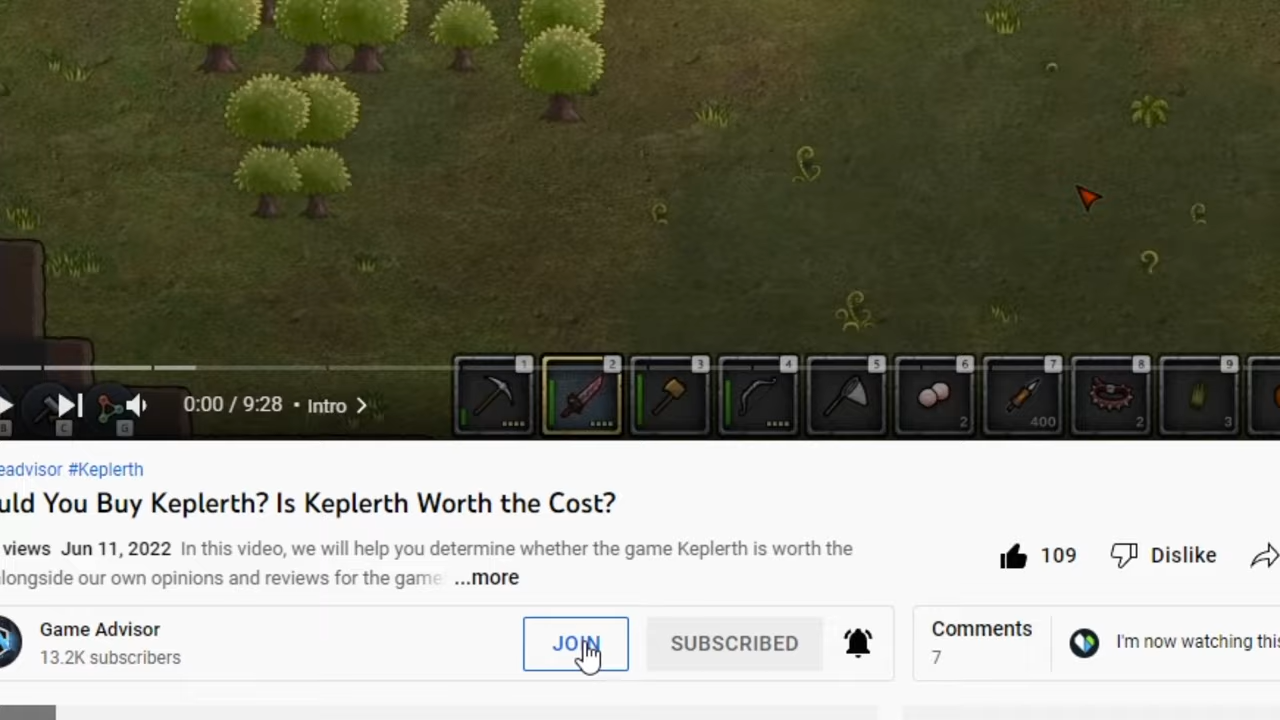 1 2 3 4 5 6 7 8 9
2 400 2 3
0:00 / 9:28 • Intro
B C G
eadvisor #Keplerth
uld You Buy Keplerth? Is Keplerth Worth the Cost?
views Jun 11, 2022 In this video, we will help you determine whether the game Keplerth is worth the
alongside our own opinions and reviews for the game ...more
109 Dislike
Game Advisor
13.2K subscribers
JOIN
SUBSCRIBED
Comments
7
I'm now watching this